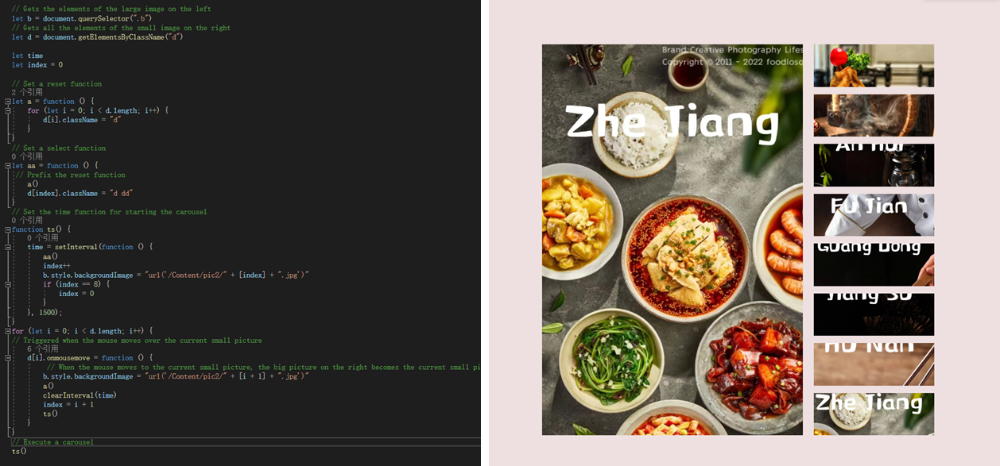 // Gets the elements of the large image on the left
let b = document.querySelector(".b")
// Gets all the elements of the small image on the right
let d = document.getElementsByClassName("d")
let time
let index = 0
// Set a reset function
2 个引用
let a = function () {
for (let i = 0; i < d.length; i++) {
d[i].className = "d"
}
}
// Set a select function
0 个引用
let aa = function () {
// Prefix the reset function
a()
d[index].className = "d dd"
}
// Set the time function for starting the carousel
0 个引用
function ts() {
0 个引用
time = setInterval(function () {
aa()
index++
b.style.backgroundImage = "url('/Content/pic2/" + [index] + ".jpg')"
if (index == 8) {
index = 0
}
}, 1500);
}
for (let i = 0; i < d.length; i++) {
// Triggered when the mouse moves over the current small picture
6 个引用
d[i].onmousemove = function () {
// When the mouse moves to the current small picture, the big picture on the right becomes the current small pi
b.style.backgroundImage = "url('/Content/pic2/" + [i + 1] + ".jpg')"
a()
clearInterval(time)
index = i + 1
ts()
}
}
// Execute a carousel
ts()
Brand Creative Photography Lifes
Copyright © 2011 - 2022 foodloso
Zhe Jiang
An Hui
FU Jian
Guang Dong
Jiang SU
HU Nan
Zhe Jiang